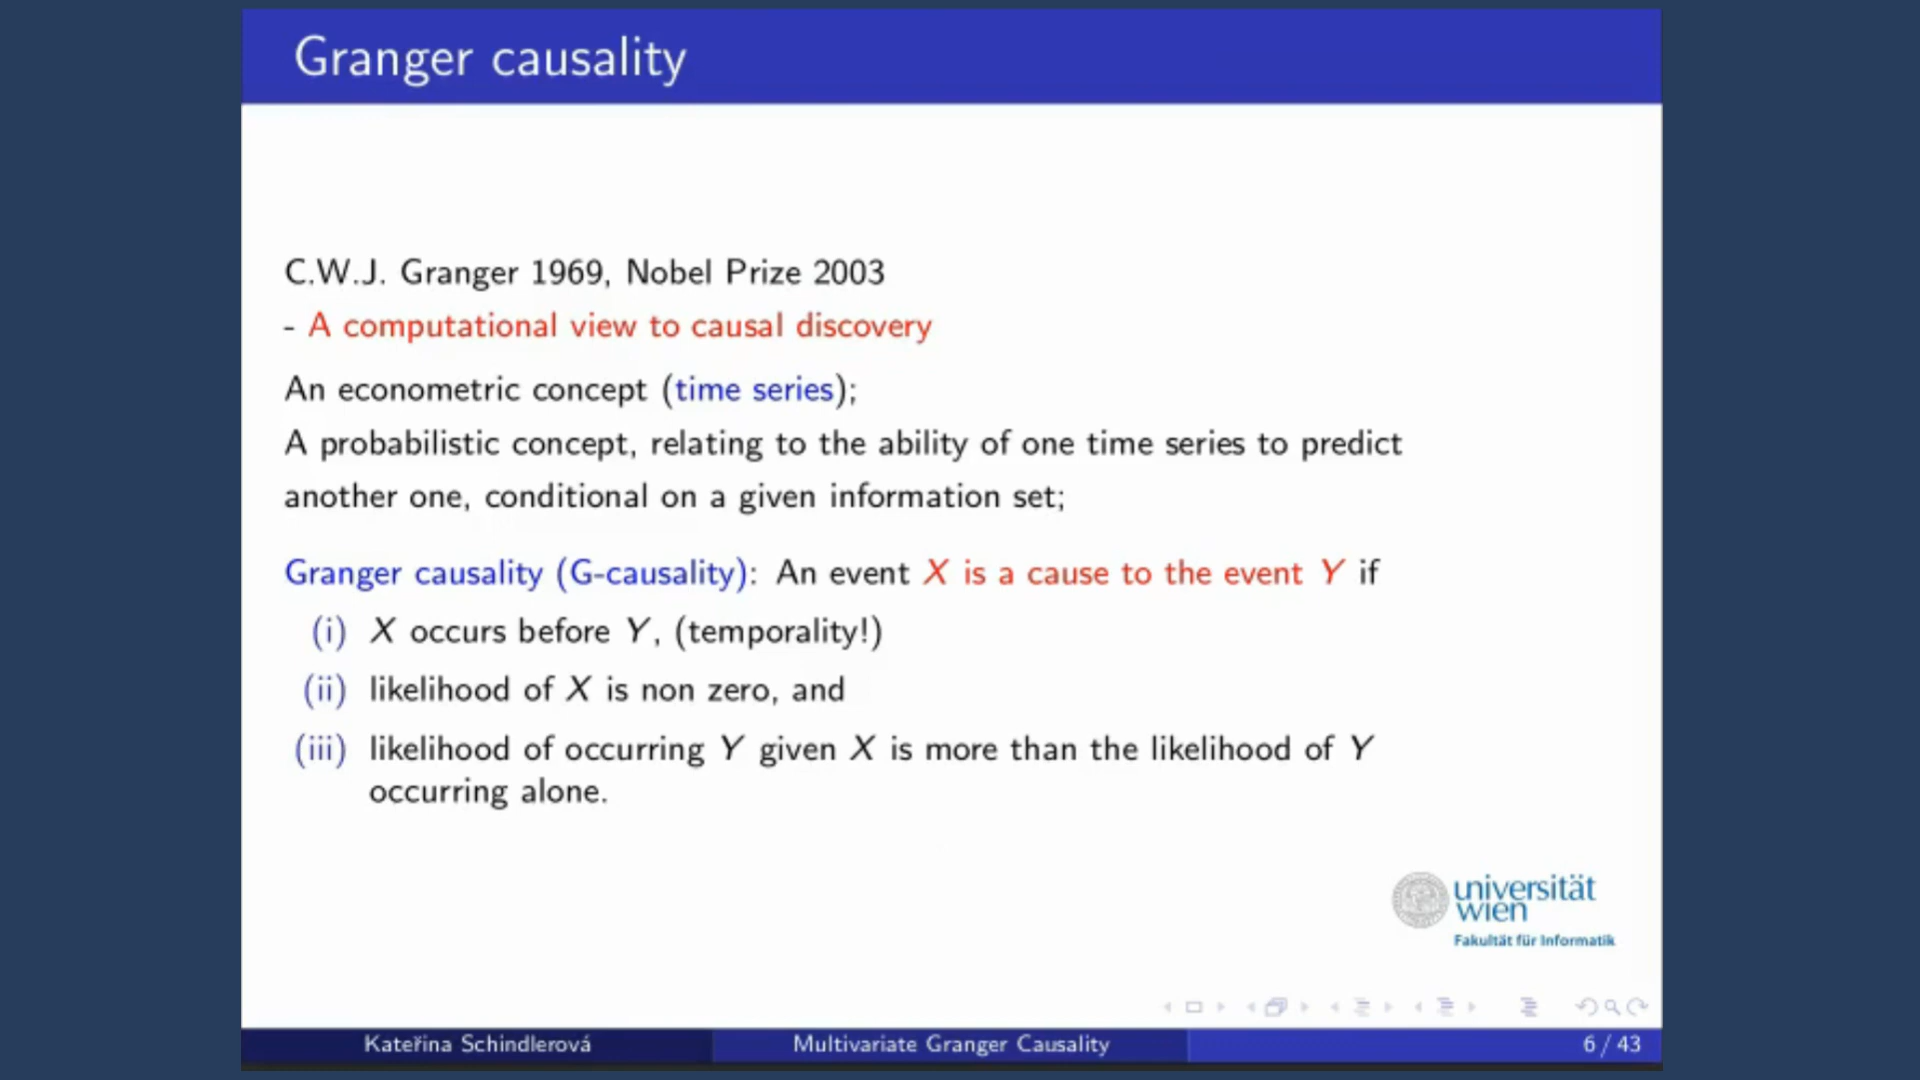 Granger causality
C.W.J. Granger 1969, Nobel Prize 2003
- A computational view to causal discovery
An econometric concept (time series);
A probabilistic concept, relating to the ability of one time series to predict
another one, conditional on a given information set;
Granger causality (G-causality): An event X is a cause to the event Y if
(i) X occurs before Y, (temporality!)
(ii) likelihood of X is non zero, and
(iii) likelihood of occurring Y given X is more than the likelihood of Y
occurring alone.
universität
wien
Fakultät für Informatik
Kateřina Schindlerová Multivariate Granger Causality 6 / 43